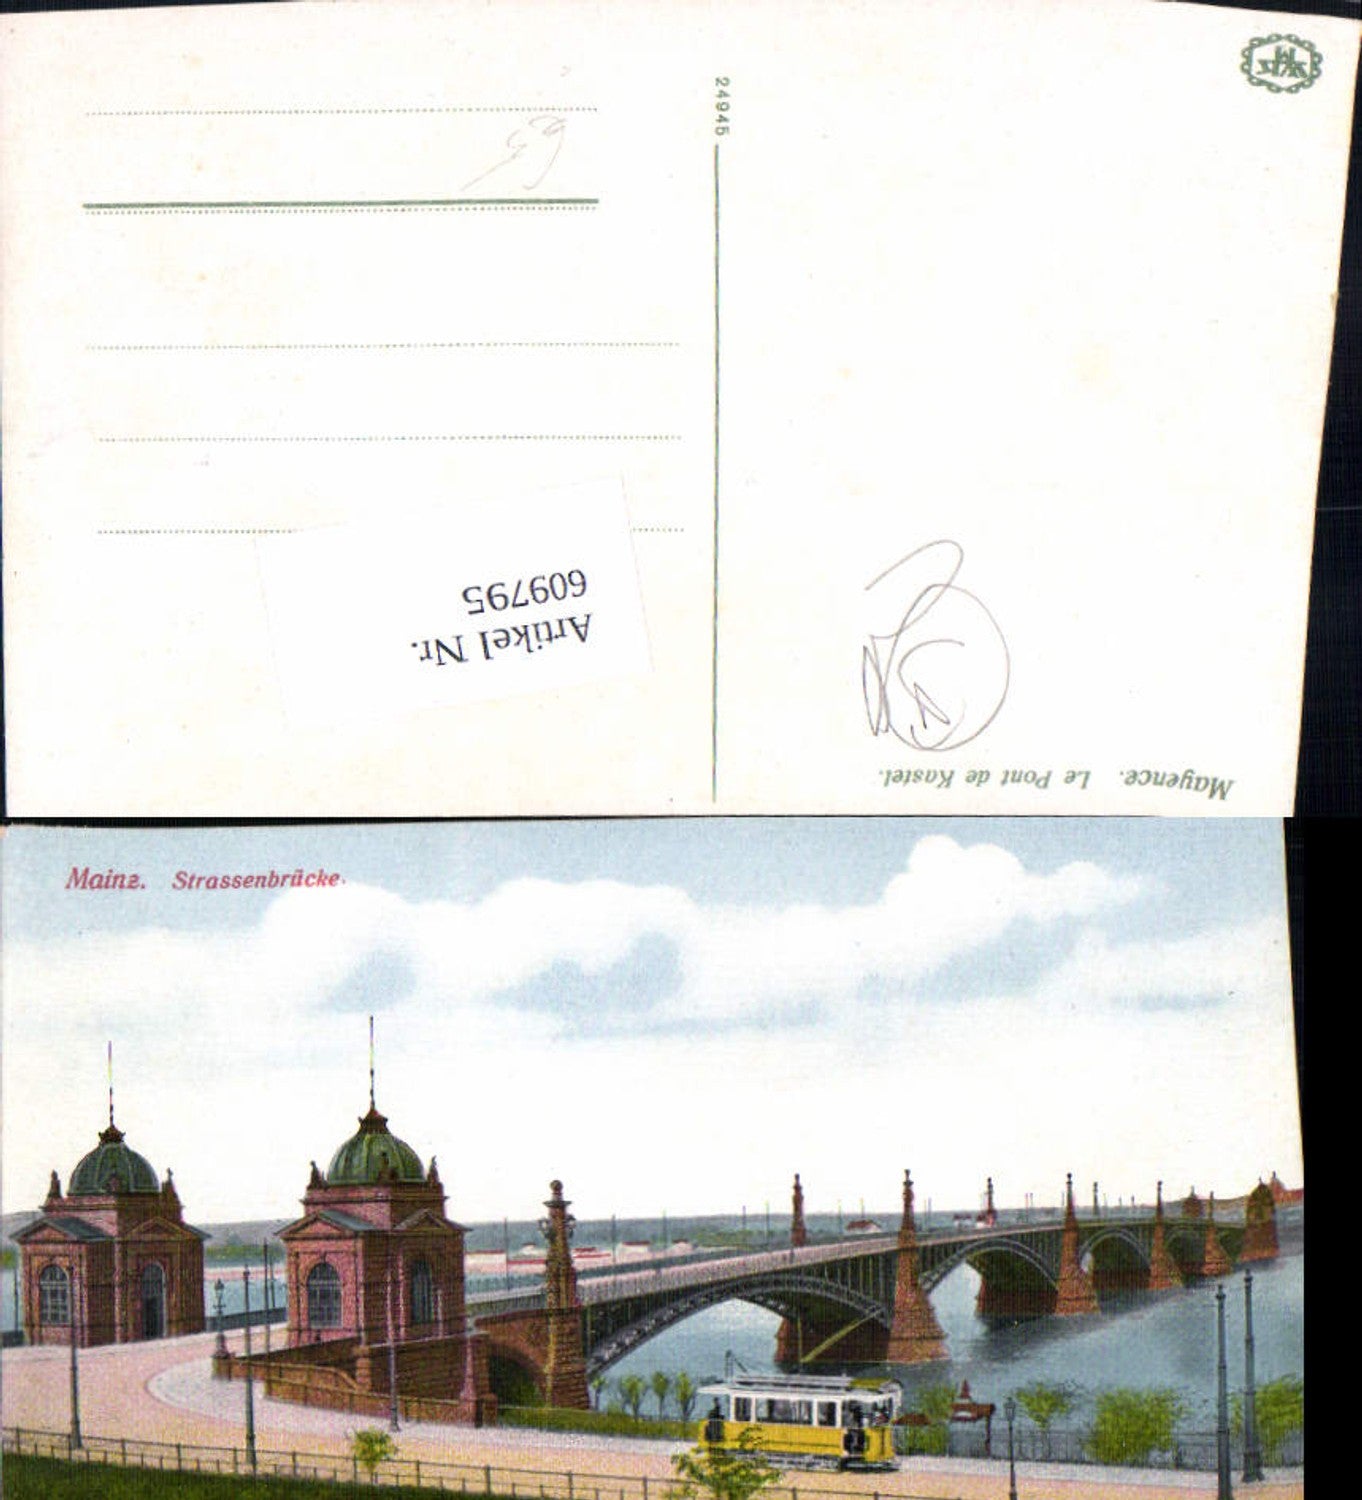 24945
Artikel Nr.
609795
Mayence. Le Pont de Kastel.
Mainz. Strassenbrücke.